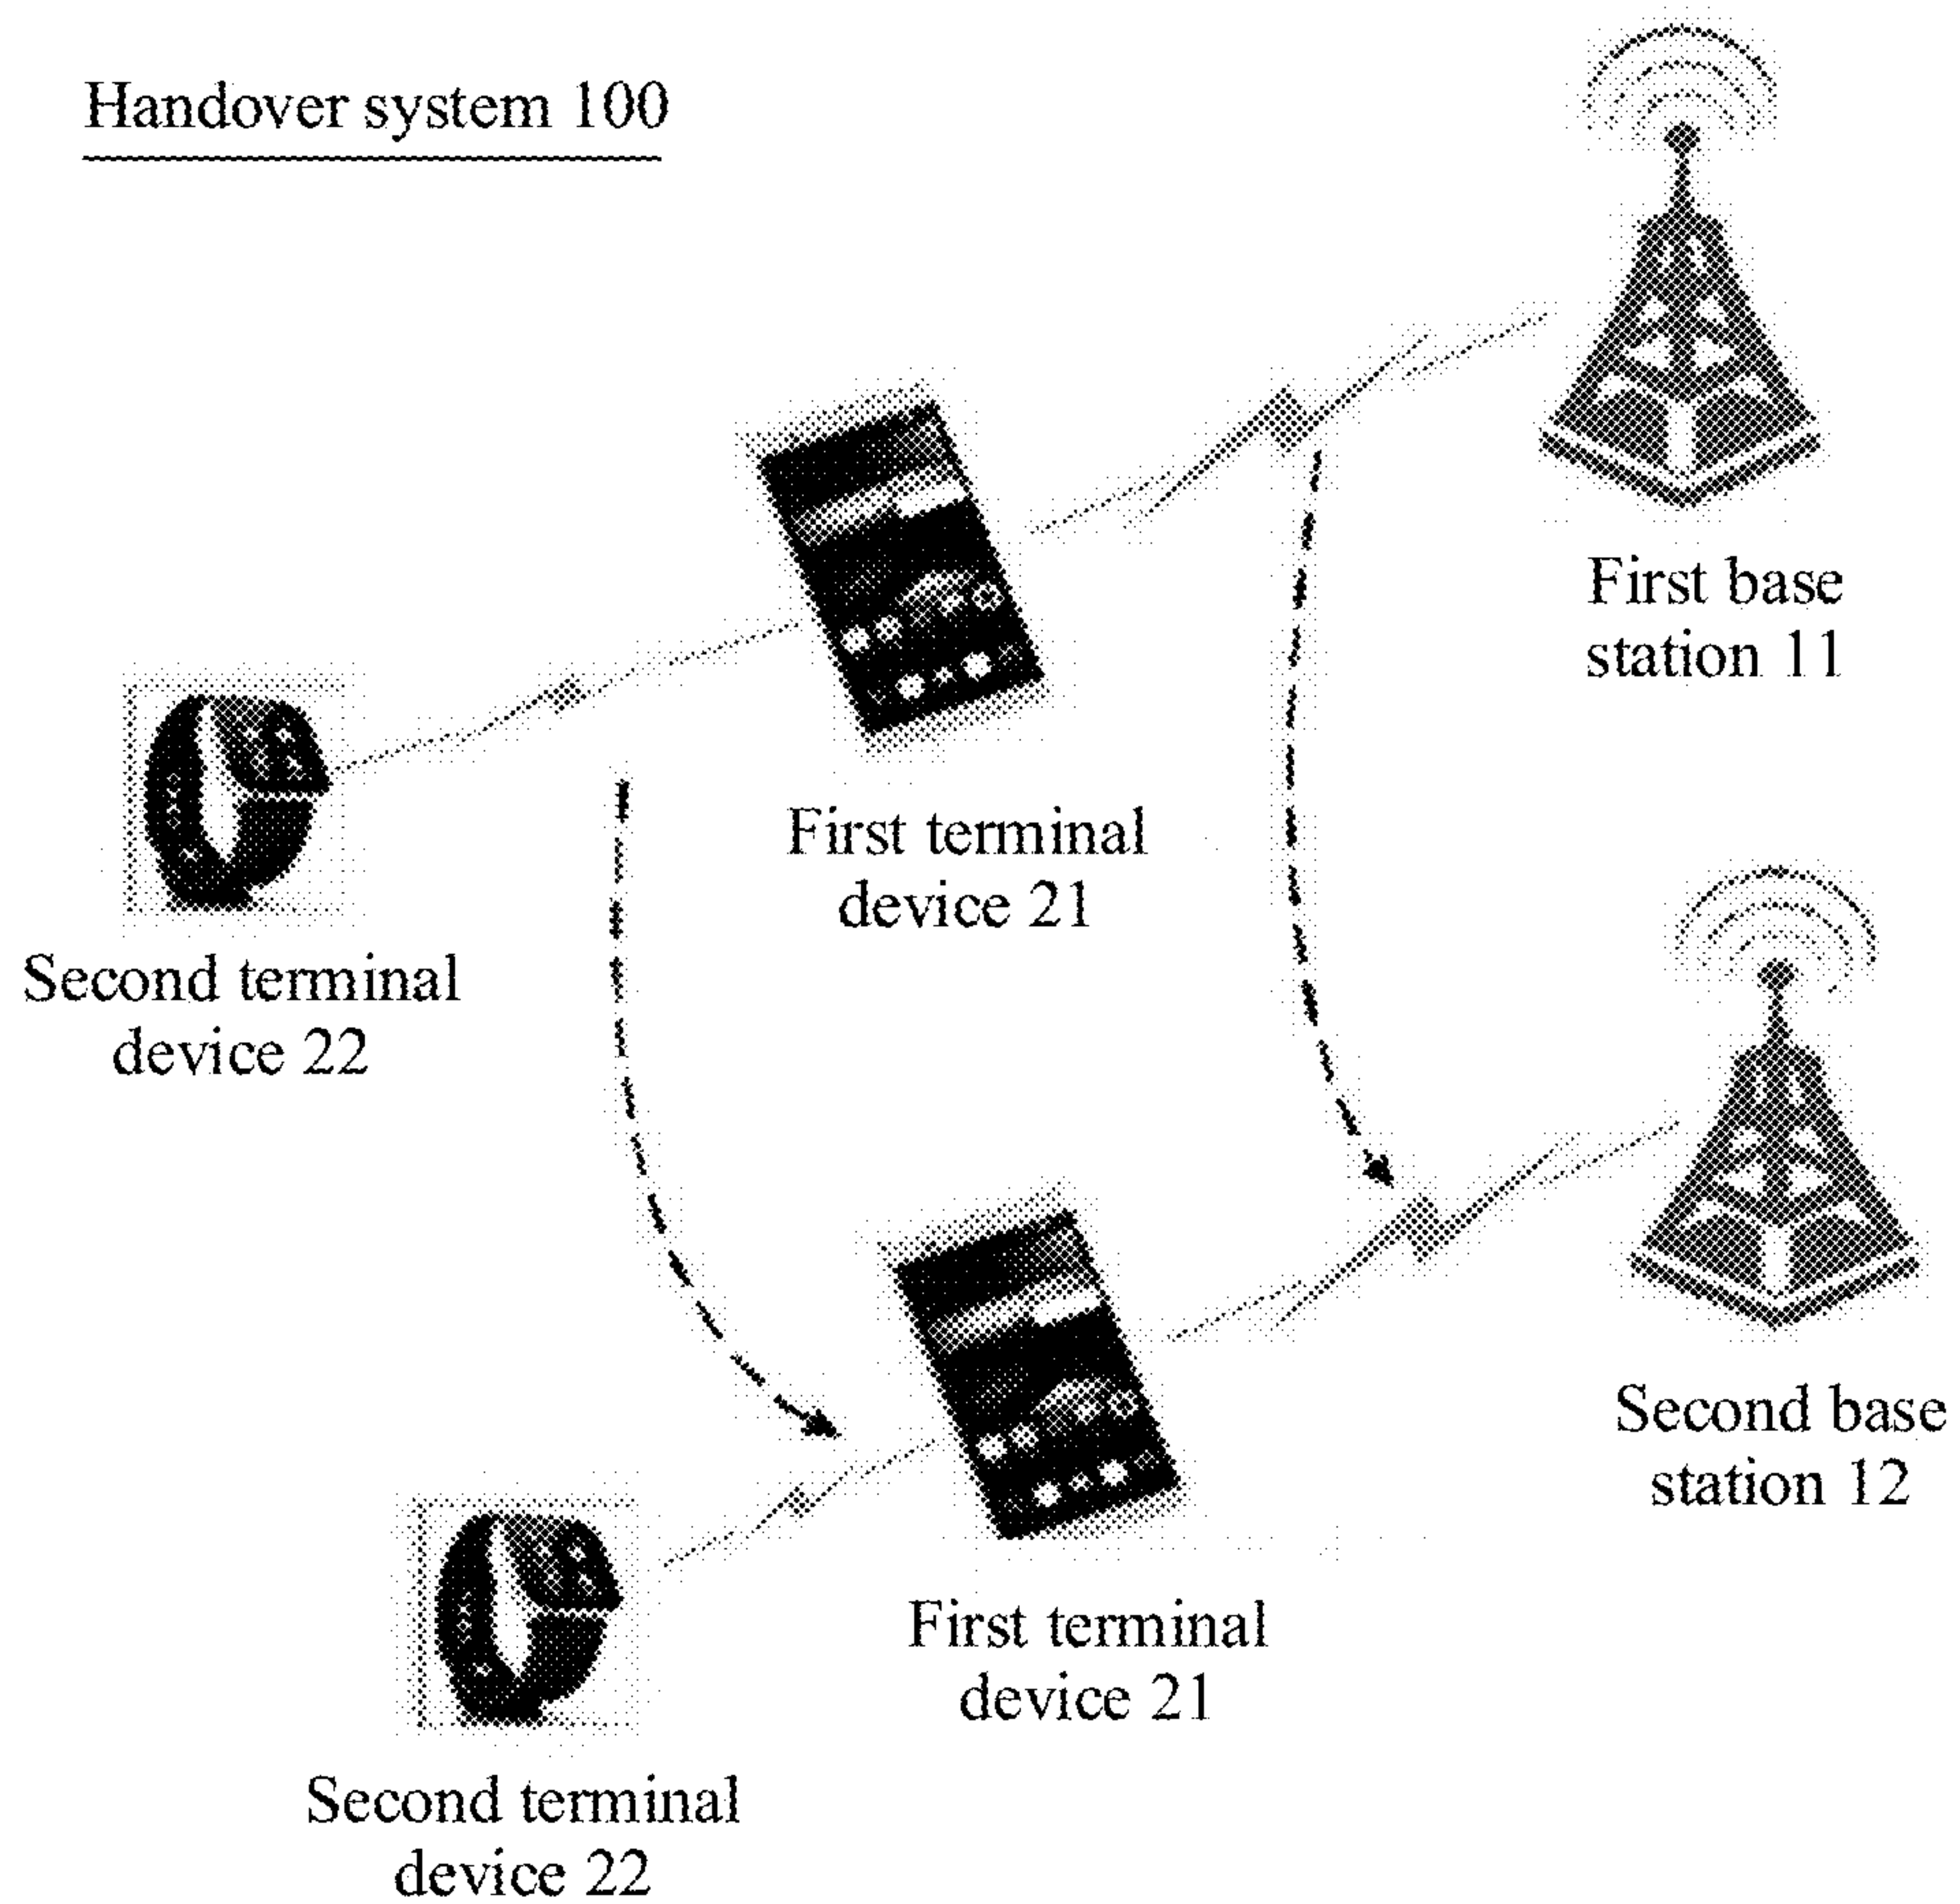 Handover system 100
First base
station 11
First terminal
device 21
Second terminal
device 22
Second base
station 12
First terminal
device 21
Second terminal
device 22